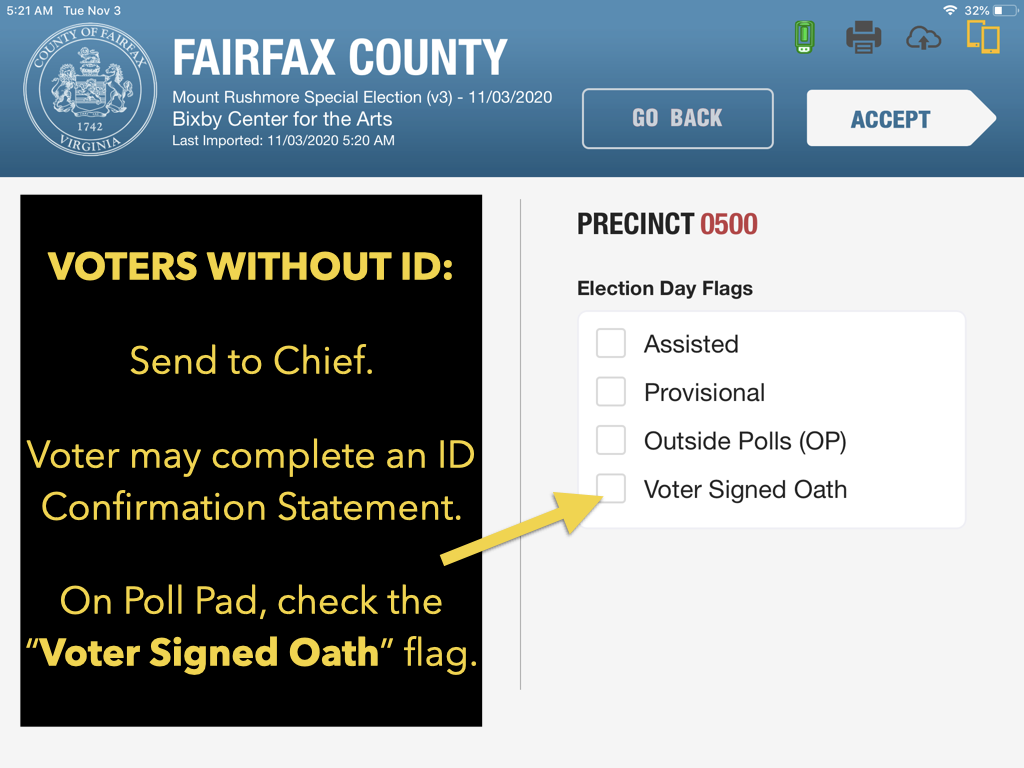 5:21 AM Tue Nov 3
32%
COUNTY OF FAIRFAX
1742
VIRGINIA
FAIRFAX COUNTY
Mount Rushmore Special Election (v3) - 11/03/2020
Bixby Center for the Arts
Last Imported: 11/03/2020 5:20 AM
GO BACK
ACCEPT
VOTERS WITHOUT ID:
Send to Chief.
Voter may complete an ID
Confirmation Statement.
On Poll Pad, check the
“Voter Signed Oath” flag.
PRECINCT 0500
Election Day Flags
Assisted
Provisional
Outside Polls (OP)
Voter Signed Oath